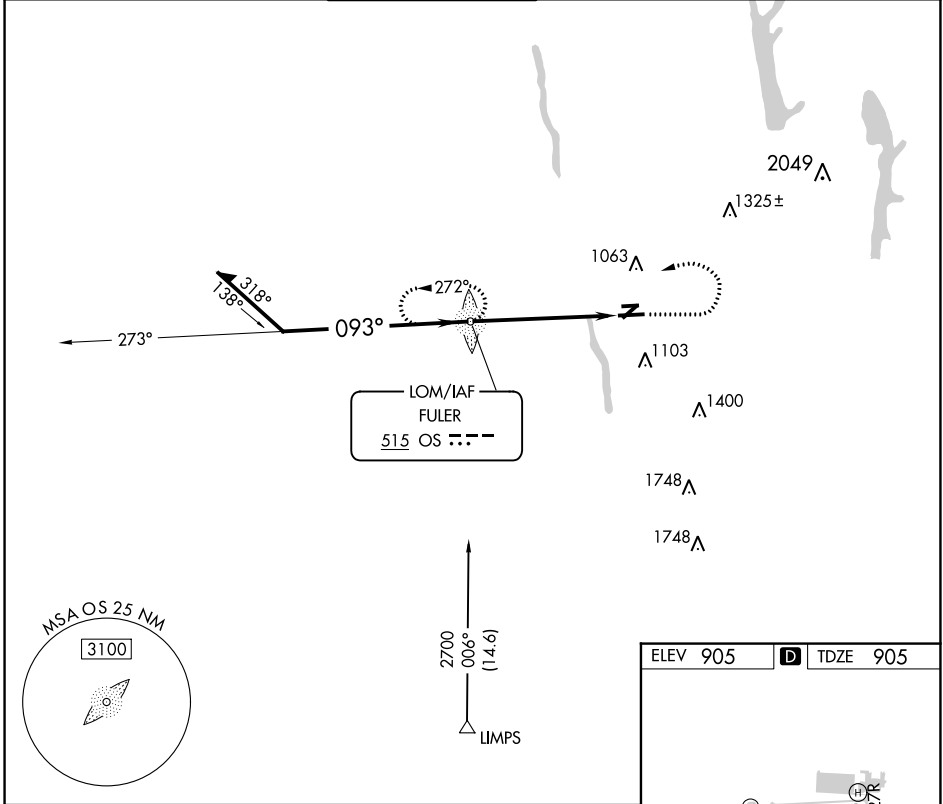 2049
1325±
1063
318°
138°
272°
093°
273°
1103
LOM/IAF
FULER
515 OS
1400
1748
1748
MSA OS 25 NM
3100
2700
006°
(14.6)
LIMPS
ELEV 905 D TDZE 905
H
27R